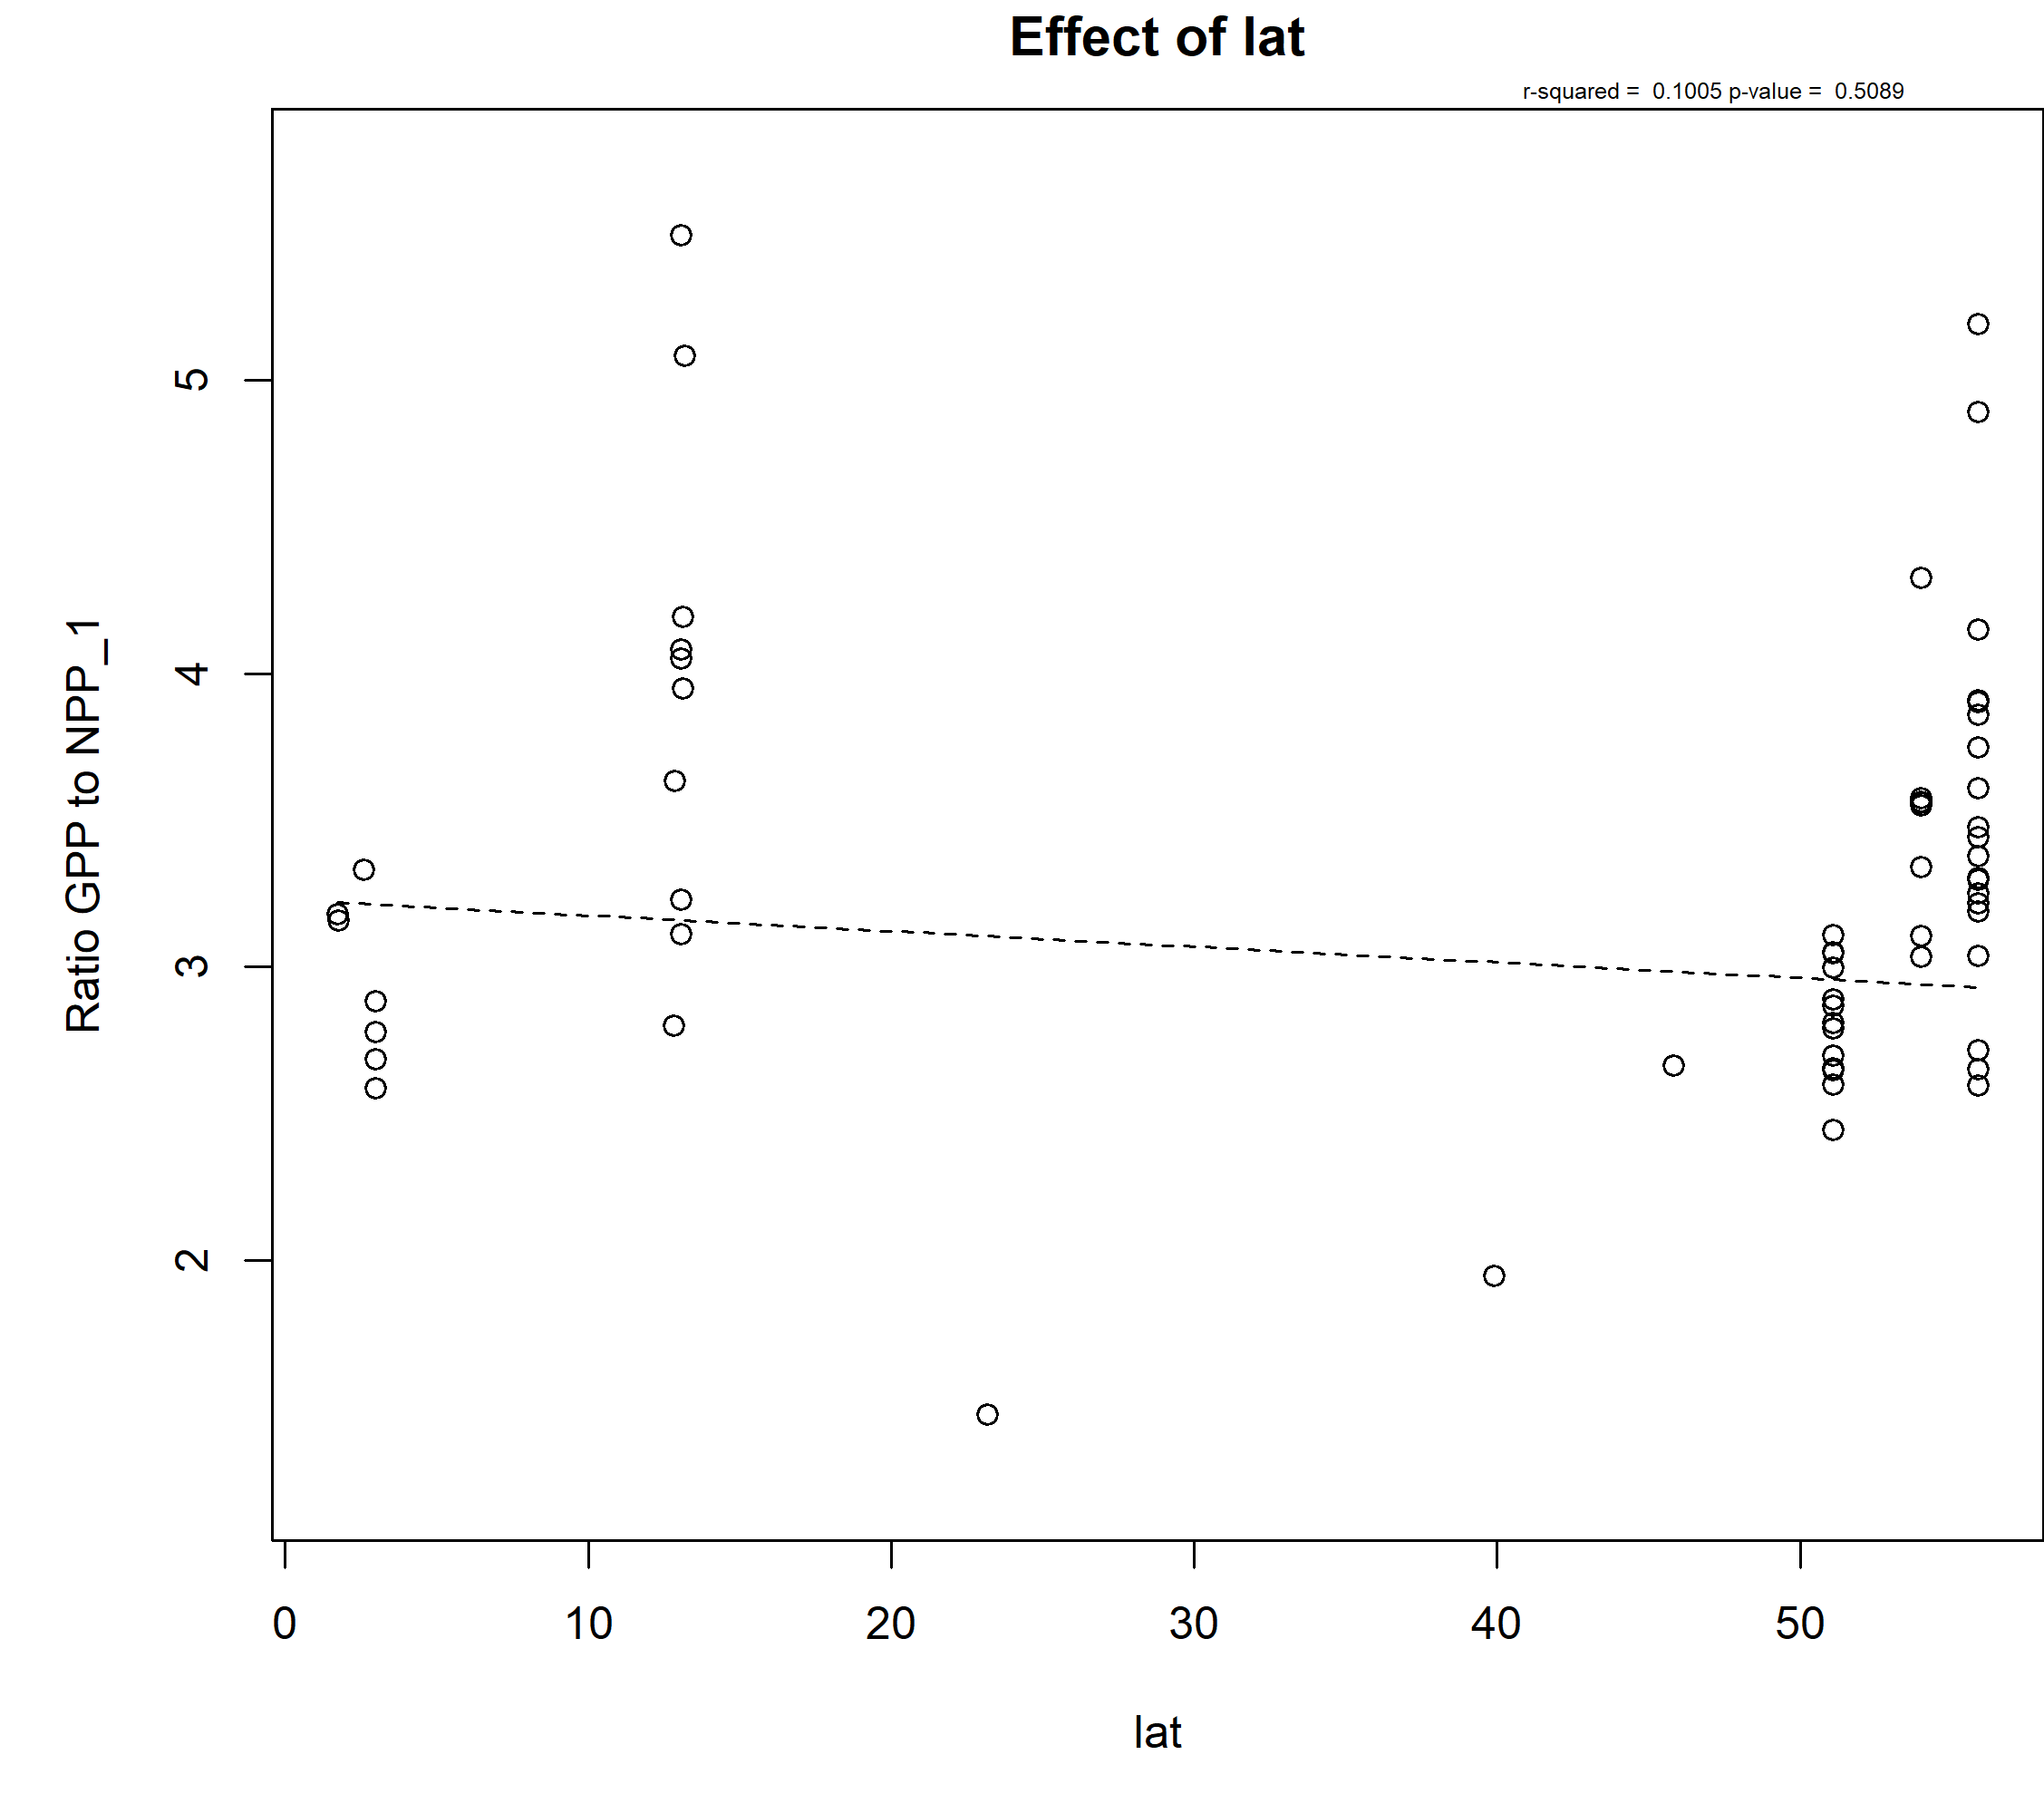 Effect of lat
r-squared = 0.1005 p-value = 0.5089
Ratio GPP to NPP_1
5
4
3
2
0 10 20 30 40 50
lat